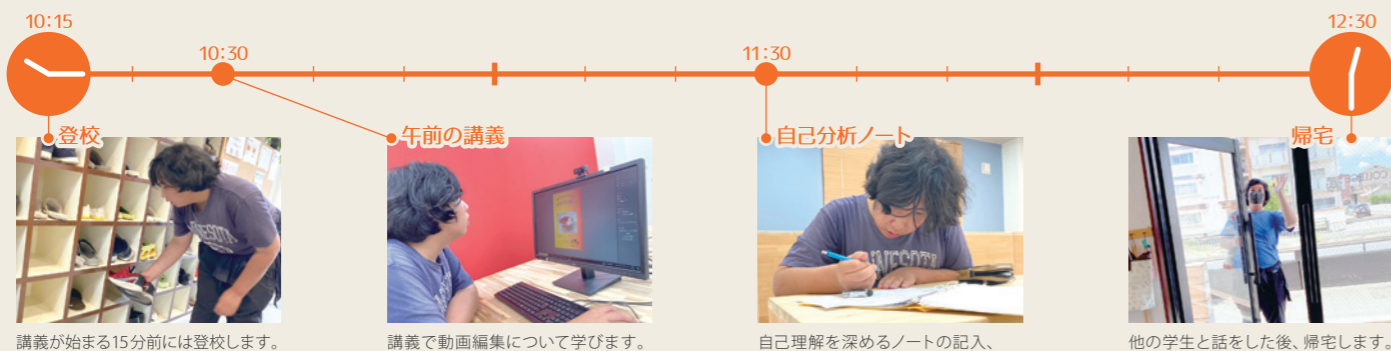 10:15
10:30
11:30
12:30
登校
午前の講義
自己分析ノート
帰宅
講義が始まる15分前には登校します。
講義で動画編集について学びます。
自己理解を深めるノートの記入、
他の学生と話をした後、帰宅します。